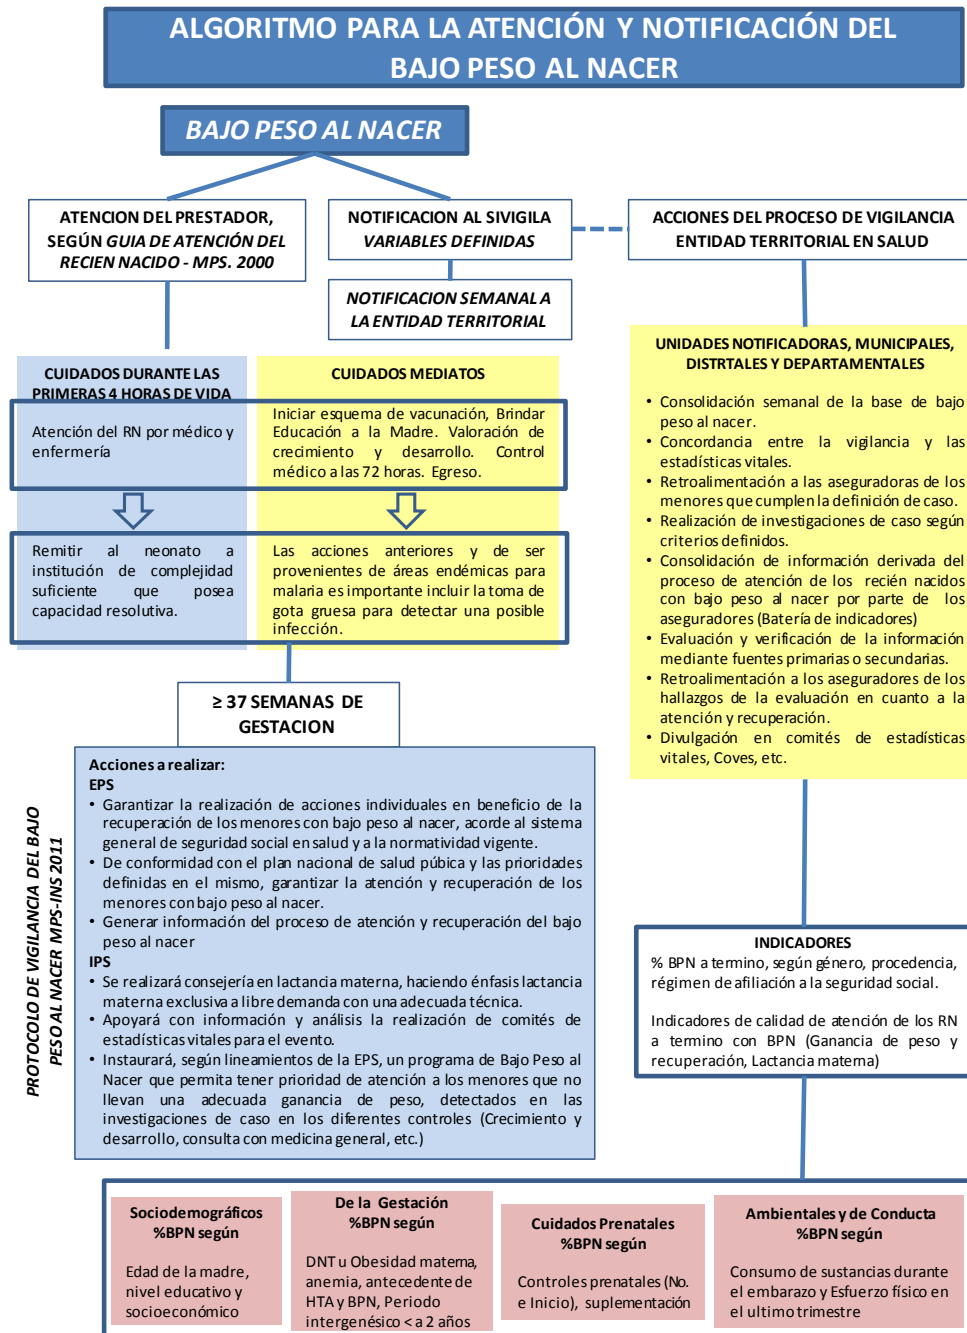 ALGORITMO PARA LA ATENCIÓN Y NOTIFICACIÓN DEL
BAJO PESO AL NACER
BAJO PESO AL NACER
ATENCION DEL PRESTADOR,
SEGÚN GUIA DE ATENCIÓN DEL
RECIEN NACIDO - MPS. 2000
NOTIFICACION AL SIVIGILA
VARIABLES DEFINIDAS
ACCIONES DEL PROCESO DE VIGILANCIA
ENTIDAD TERRITORIAL EN SALUD
NOTIFICACION SEMANAL A
LA ENTIDAD TERRITORIAL
CUIDADOS DURANTE LAS
PRIMERAS 4 HORAS DE VIDA
Atención del RN por médico y
enfermería
Remitir al neonato a
institución de complejidad
suficiente que posea
capacidad resolutiva.
CUIDADOS MEDIATOS
Iniciar esquema de vacunación, Brindar
Educación a la Madre. Valoración de
crecimiento y desarrollo. Control
médico a las 72 horas. Egreso.
Las acciones anteriores y de ser
provenientes de áreas endémicas para
malaria es importante incluir la toma de
gota gruesa para detectar una posible
infección.
UNIDADES NOTIFICADORAS, MUNICIPALES,
DISTRTALES Y DEPARTAMENTALES
• Consolidación semanal de la base de bajo
peso al nacer.
• Concordancia entre la vigilancia y las
estadísticas vitales.
• Retroalimentación a las aseguradoras de los
menores que cumplen la definición de caso.
• Realización de investigaciones de caso según
criterios definidos.
• Consolidación de información derivada del
proceso de atención de los recién nacidos
con bajo peso al nacer por parte de los
aseguradores (Batería de indicadores)
• Evaluación y verificación de la información
mediante fuentes primarias o secundarias.
• Retroalimentación a los aseguradores de los
hallazgos de la evaluación en cuanto a la
atención y recuperación.
• Divulgación en comités de estadísticas
vitales, Coves, etc.
≥ 37 SEMANAS DE
GESTACION
PROTOCOLO DE VIGILANCIA DEL BAJO
PESO AL NACER MPS-INS 2011
Acciones a realizar:
EPS
• Garantizar la realización de acciones individuales en beneficio de la
recuperación de los menores con bajo peso al nacer, acorde al sistema
general de seguridad social en salud y a la normatividad vigente.
• De conformidad con el plan nacional de salud púbica y las prioridades
definidas en el mismo, garantizar la atención y recuperación de los
menores con bajo peso al nacer.
• Generar información del proceso de atención y recuperación del bajo
peso al nacer
IPS
• Se realizará consejería en lactancia materna, haciendo énfasis lactancia
materna exclusiva a libre demanda con una adecuada técnica.
• Apoyará con información y análisis la realización de comités de
estadísticas vitales para el evento.
• Instaurará, según lineamientos de la EPS, un programa de Bajo Peso al
Nacer que permita tener prioridad de atención a los menores que no
llevan una adecuada ganancia de peso, detectados en las
investigaciones de caso en los diferentes controles (Crecimiento y
desarrollo, consulta con medicina general, etc.)
INDICADORES
% BPN a termino, según género, procedencia,
régimen de afiliación a la seguridad social.
Indicadores de calidad de atención de los RN
a termino con BPN (Ganancia de peso y
recuperación, Lactancia materna)
Sociodemográficos
%BPN según
Edad de la madre,
nivel educativo y
socioeconómico
De la Gestación
%BPN según
DNT u Obesidad materna,
anemia, antecedente de
HTA y BPN, Periodo
intergenésico < a 2 años
Cuidados Prenatales
%BPN según
Controles prenatales (No.
e Inicio), suplementación
Ambientales y de Conducta
%BPN según
Consumo de sustancias durante
el embarazo y Esfuerzo físico en
el ultimo trimestre